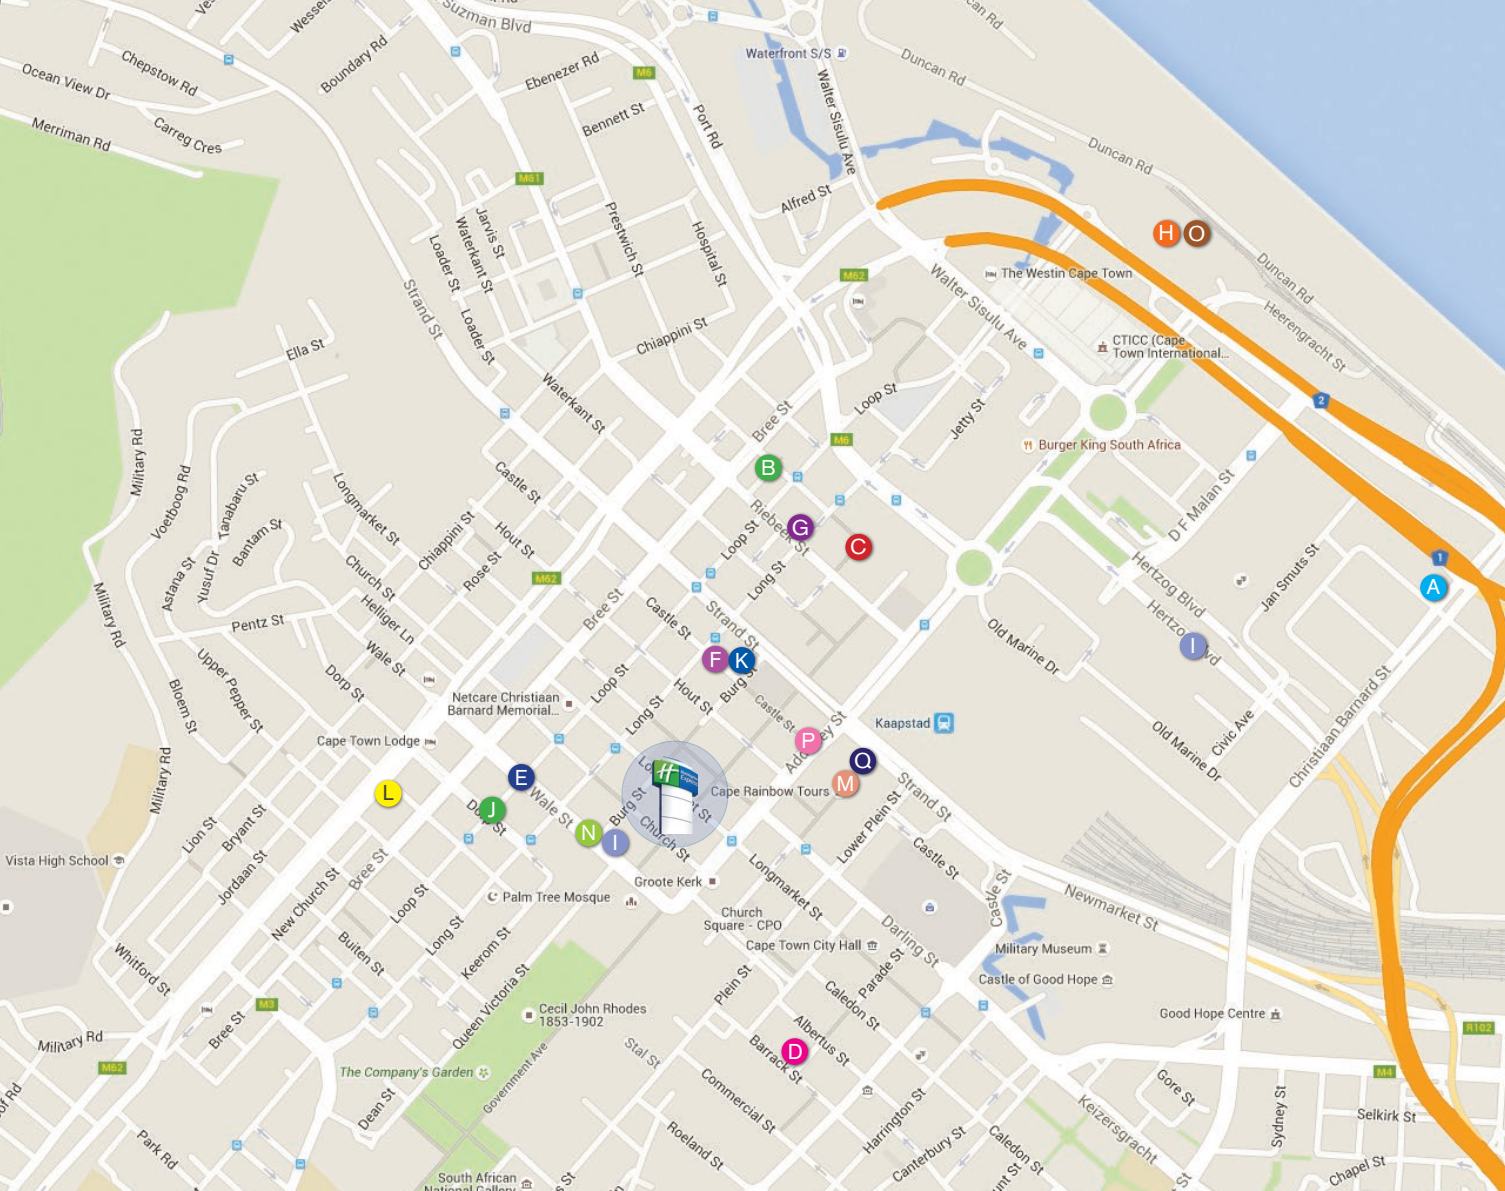 Suzman Blvd
Boundary Rd
Chepstow Rd
Ocean View Dr
Carreg Cres
Merriman Rd
Ebenezer Rd
M6
Bennett St
Port Rd
Waterfront S/S
Walter Sisulu Ave
Duncan Rd
Duncan Rd
Duncan Rd
M61
Alfred St
Jarvis St
Waterkant St
Loader St
Prestwich St
Hospital St
H
O
M62
The Westin Cape Town
Walter Sisulu Ave
Heerengracht St
Strand St
Loader St
Chiappini St
CTICC (Cape
Town International...
Ella St
Waterkant St
Loop St
Bree St
Jetty St
2
M6
Burger King South Africa
Military Rd
B
Castle St
Voetboog Rd
Tanabaru St
Longmarket St
Bantam St
Chiappini St
Hout St
Riebeek St
G
Loop St
C
D F Malan St
1
A
Astana St
Yusuf Dr
Church St
Rose St
M62
Long St
Hertzog Blvd
Jan Smuts St
Military Rd
Helliger Ln
Bree St
Castle St
Strand St
Pentz St
Old Marine Dr
I
Wale St
F
K
Upper Pepper St
Dorp St
Bloem St
Loop St
Hout St
Burg St
Castle St
Netcare Christiaan
Barnard Memorial...
Long St
Kaapstad
Christiaan Barnard St
Civic Ave
Old Marine Dr
Cape Town Lodge
P
Q
M
Cape Rainbow Tours
Strand St
Military Rd
L
E
J
Dorp St
Wale St
N
I
Burg St
H
Church St
Lower Plein St
Castle St
Lion St
Bryant St
Vista High School
Jordaan St
Bree St
Groote Kerk
Longmarket St
New Church St
Loop St
Palm Tree Mosque
Castle St
Newmarket St
Church
Square - CPO
Darling St
Long St
Buiten St
Keerom St
Cape Town City Hall
Military Museum
Whitford St
Parade St
Castle of Good Hope
Queen Victoria St
Plein St
Caledon St
M3
Cecil John Rhodes
1853-1902
Good Hope Centre
R102
Bree St
Military Rd
Albertus St
Stal St
Barrack St
D
M62
The Company's Garden
Government Ave
M4
Commercial St
Gore St
Dean St
Harrington St
Keizersgracht
Sydney St
Selkirk St
Park Rd
Roeland St
Canterbury St
Caledon St
Chapel St
South African